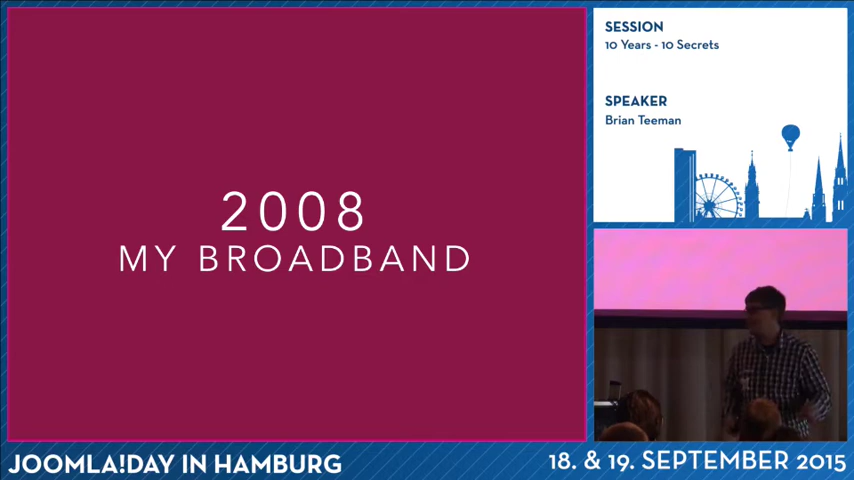 2008
MY BROADBAND
SESSION
10 Years - 10 Secrets
SPEAKER
Brian Teeman
JOOMLA!DAY IN HAMBURG
18. & 19. SEPTEMBER 2015